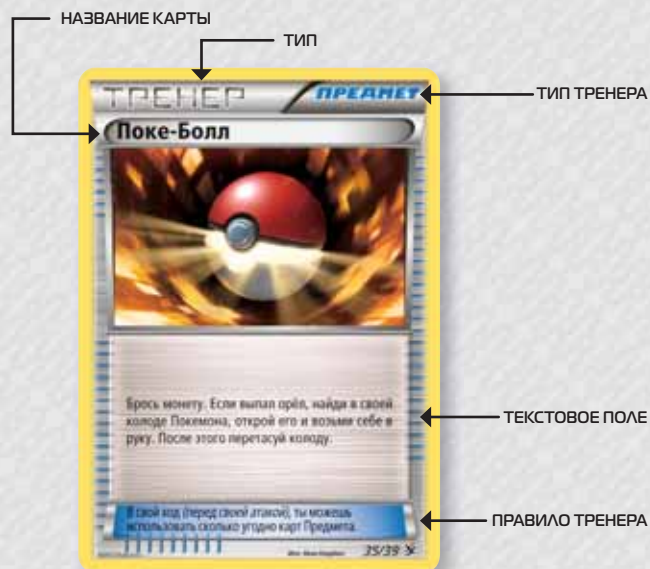 НАЗВАНИЕ КАРТЫ
ТИП
ТРЕНЕР
ПРЕДМЕТ
ТИП ТРЕНЕРА
Поке-Болл
Брось монету. Если выпал орёл, найди в своей
колоде Покемона, открой его и возьми себе в
руку. После этого перетасуй колоду.
ТЕКСТОВОЕ ПОЛЕ
В свой ход (перед своей атакой), ты можешь
использовать сколько угодно карт Предмета.
ПРАВИЛО ТРЕНЕРА
35/39